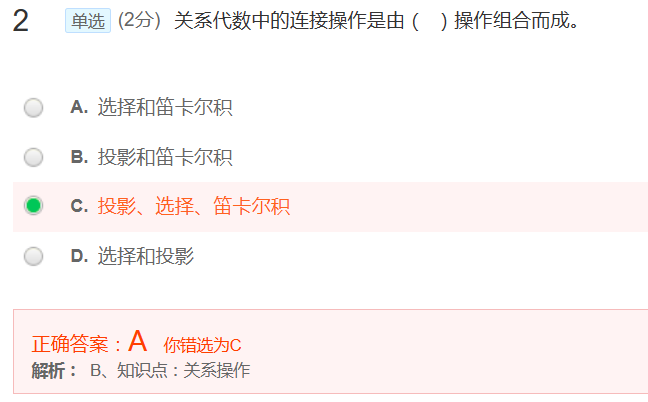 2 单选 (2分) 关系代数中的连接操作是由 ( ) 操作组合而成。
A. 选择和笛卡尔积
B. 投影和笛卡尔积
C. 投影、选择、笛卡尔积
D. 选择和投影
正确答案：A 你错选为C
解析： B、知识点：关系操作